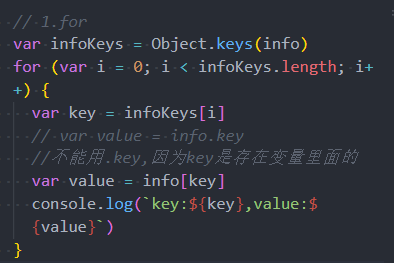 // 1.for
var infoKeys = Object.keys(info)
for (var i = 0; i < infoKeys.length; i+
+) {
var key = infoKeys[i]
// var value = info.key
//不能用.key,因为key是存在变量里面的
var value = info[key]
console.log(`key:${key},value:$
{value}`)
}